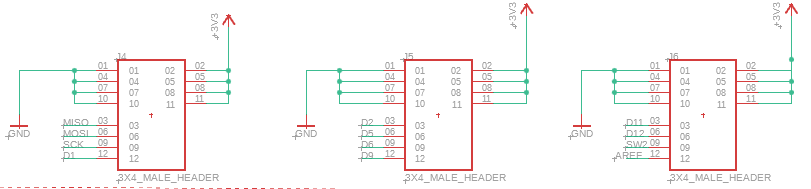 +3V3
J4
01 01 02 02
04 04 05 05
07 07 08 08
10 10 11 11
GND
MISO 03 03
MOSI 06 06
SCK 09 09
D1 12 12
3X4_MALE_HEADER
+3V3
J5
01 01 02 02
04 04 05 05
07 07 08 08
10 10 11 11
GND
D2 03 03
D5 06 06
D6 09 09
D9 12 12
3X4_MALE_HEADER
+3V3
J6
01 01 02 02
04 04 05 05
07 07 08 08
10 10 11 11
GND
D11 03 03
D12 06 06
SW2 09 09
AREF 12 12
3X4_MALE_HEADER